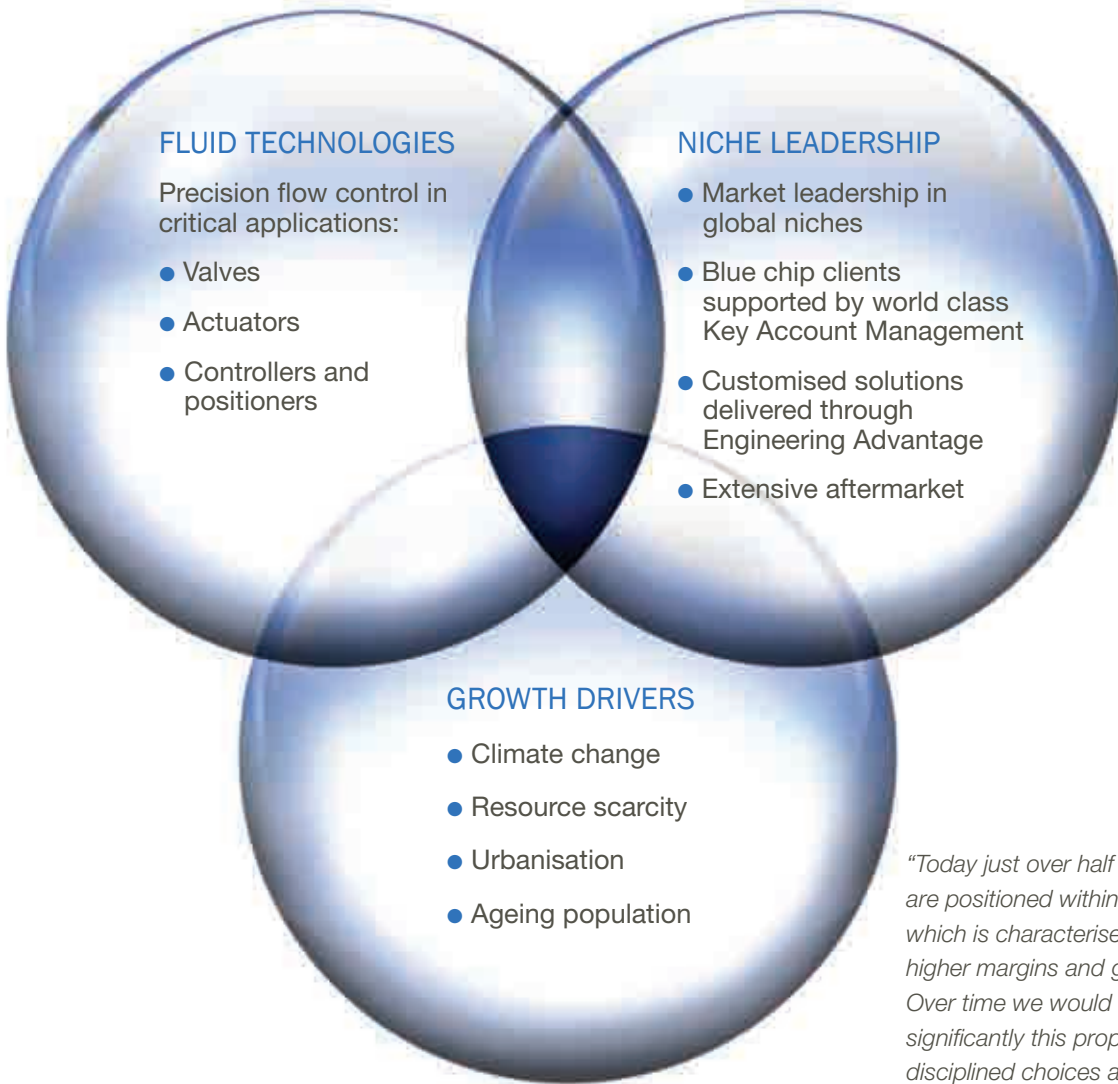 FLUID TECHNOLOGIES
Precision flow control in
critical applications:
● Valves
● Actuators
● Controllers and
positioners
NICHE LEADERSHIP
● Market leadership in
global niches
● Blue chip clients
supported by world class
Key Account Management
● Customised solutions
delivered through
Engineering Advantage
● Extensive aftermarket
GROWTH DRIVERS
● Climate change
● Resource scarcity
● Urbanisation
● Ageing population
“Today just over half
are positioned within
which is characterise
higher margins and g
Over time we would
significantly this prop
disciplined choices a